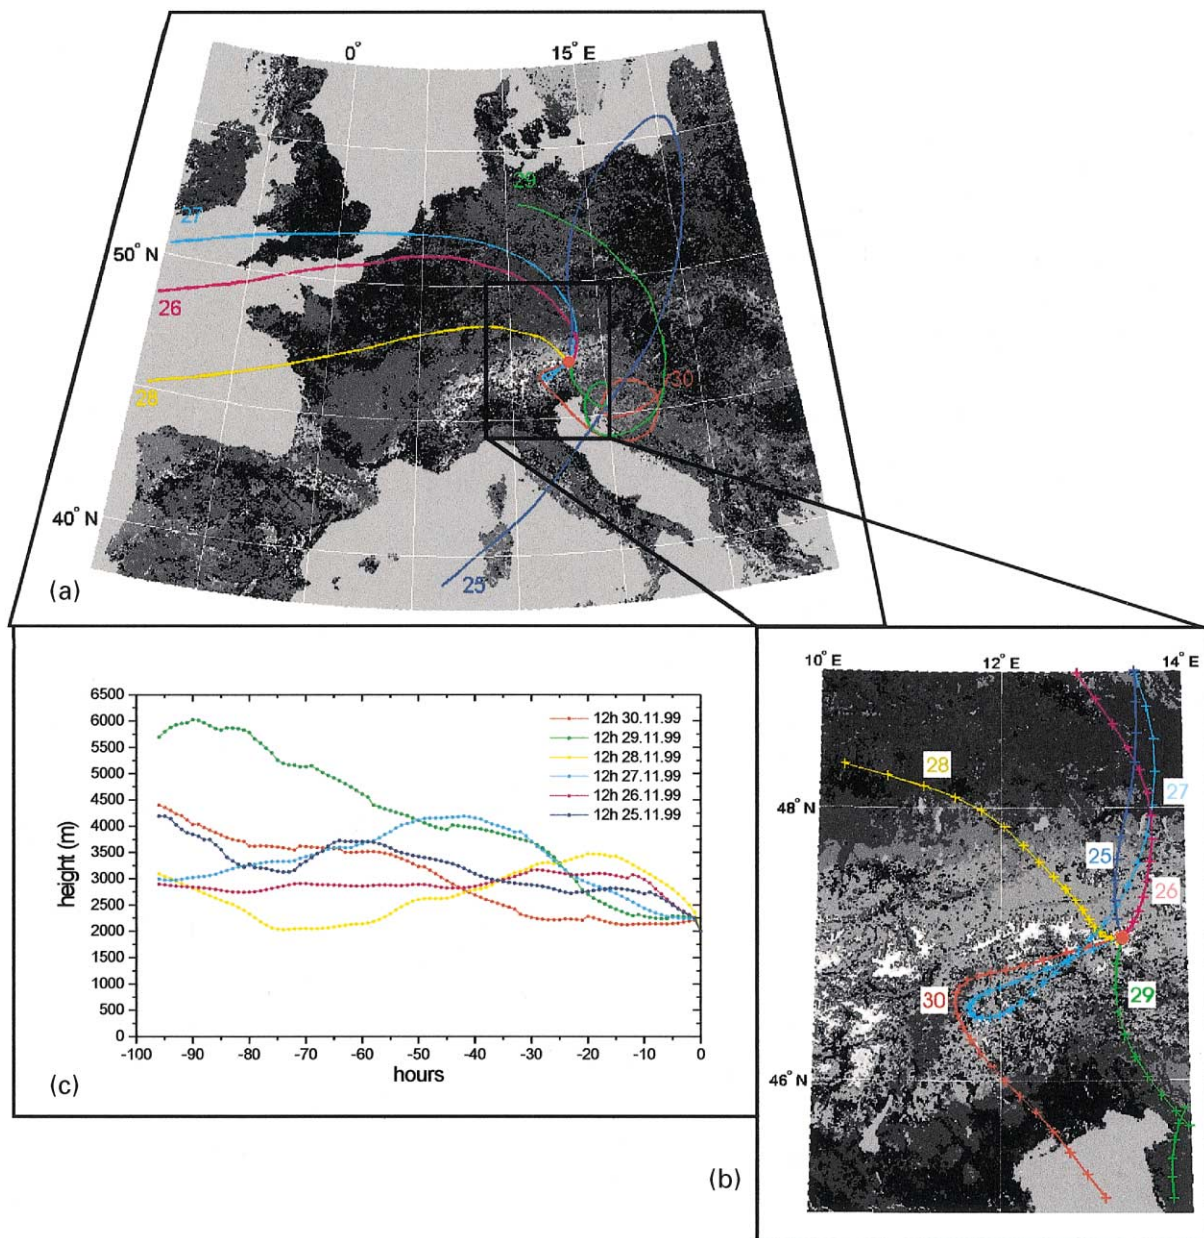 0° 15° E
29
27
50° N
26
28
30
40° N
25
(a)
6500
6000
5500
5000
4500
4000
3500
3000
2500
2000
1500
1000
500
0
height (m)
12h 30.11.99
12h 29.11.99
12h 28.11.99
12h 27.11.99
12h 26.11.99
12h 25.11.99
-100 -90 -80 -70 -60 -50 -40 -30 -20 -10 0
hours
(c)
10° E 12° E 14° E
28
27
48° N
25
26
30
29
46° N
(b)